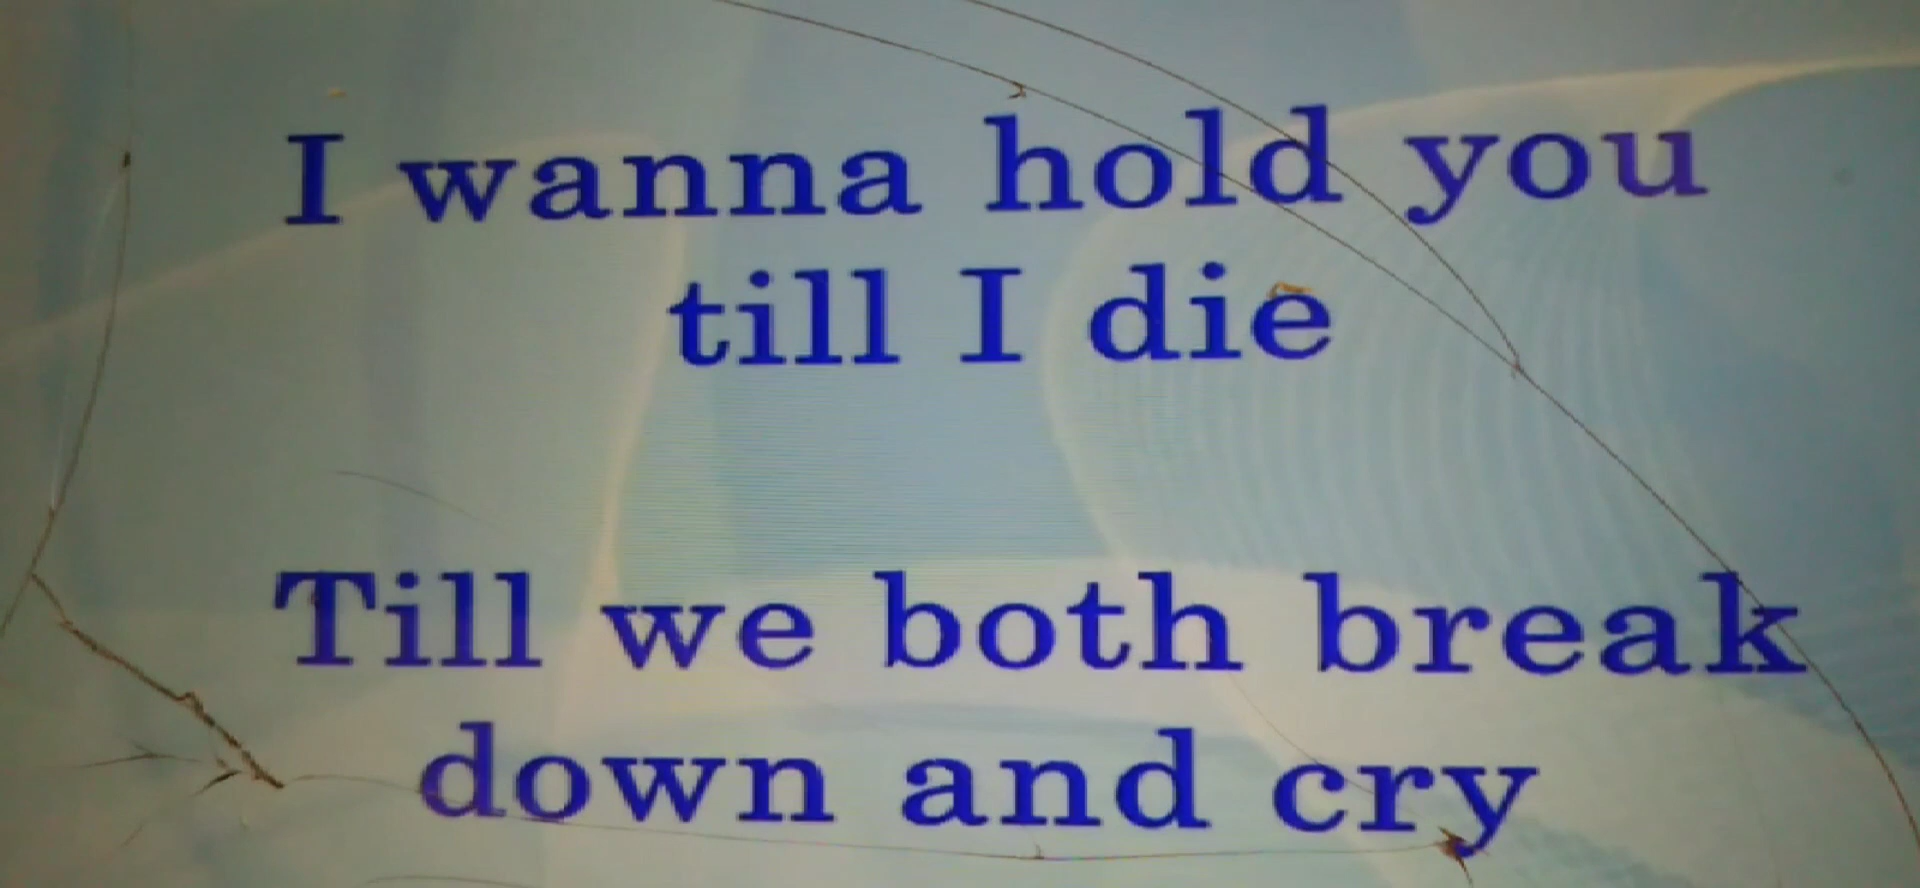 I wanna hold you
till I die
Till we both break
down and cry